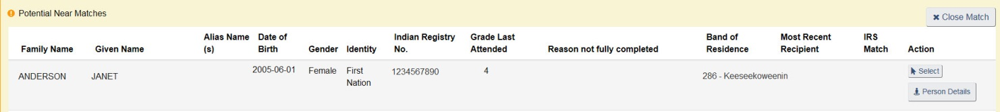 Potential Near Matches
Close Match
Family Name Given Name Alias Name (s) Date of Birth Gender Identity Indian Registry No. Grade Last Attended Reason not fully completed Band of Residence Most Recent Recipient IRS Match Action
ANDERSON JANET 2005-06-01 Female First Nation 1234567890 4 286 - Keeseekoweenin Select
Person Details